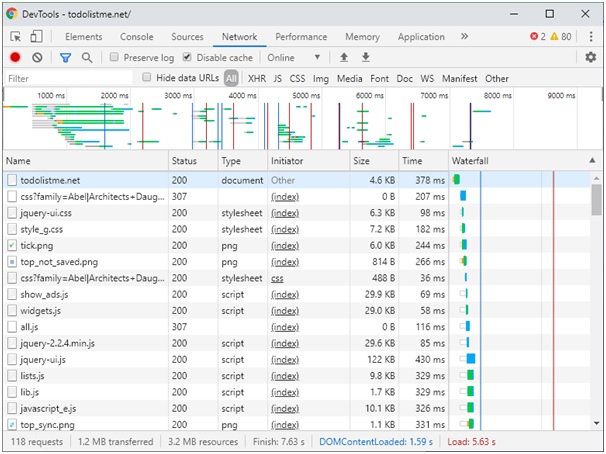 DevTools - todolistme.net/
Elements Console Sources Network Performance Memory Application » 2 80
Preserve log Disable cache Online
Filter Hide data URLs All XHR JS CSS Img Media Font Doc WS Manifest Other
1000 ms 2000 ms 3000 ms 4000 ms 5000 ms 6000 ms 7000 ms 8000 ms 9000 ms
Name Status Type Initiator Size Time Waterfall
todolistme.net 200 document Other 4.6 KB 378 ms
css?family=Abel|Architects+Daug... 307 (index) 0 B 207 ms
jquery-ui.css 200 stylesheet (index) 6.3 KB 98 ms
style_g.css 200 stylesheet (index) 7.2 KB 182 ms
tick.png 200 png (index) 6.0 KB 244 ms
top_not_saved.png 200 png (index) 814 B 266 ms
css?family=Abel|Architects+Daug... 200 stylesheet css 488 B 36 ms
show_ads.js 200 script (index) 29.9 KB 69 ms
widgets.js 200 script (index) 29.0 KB 58 ms
all.js 307 (index) 0 B 116 ms
jquery-2.2.4.min.js 200 script (index) 29.6 KB 85 ms
jquery-ui.js 200 script (index) 122 KB 430 ms
lists.js 200 script (index) 9.8 KB 329 ms
lib.js 200 script (index) 1.7 KB 329 ms
javascript_e.js 200 script (index) 10.1 KB 326 ms
top_sync.png 200 png (index) 1.1 KB 331 ms
118 requests 1.2 MB transferred 3.2 MB resources Finish: 7.63 s DOMContentLoaded: 1.59 s Load: 5.63 s